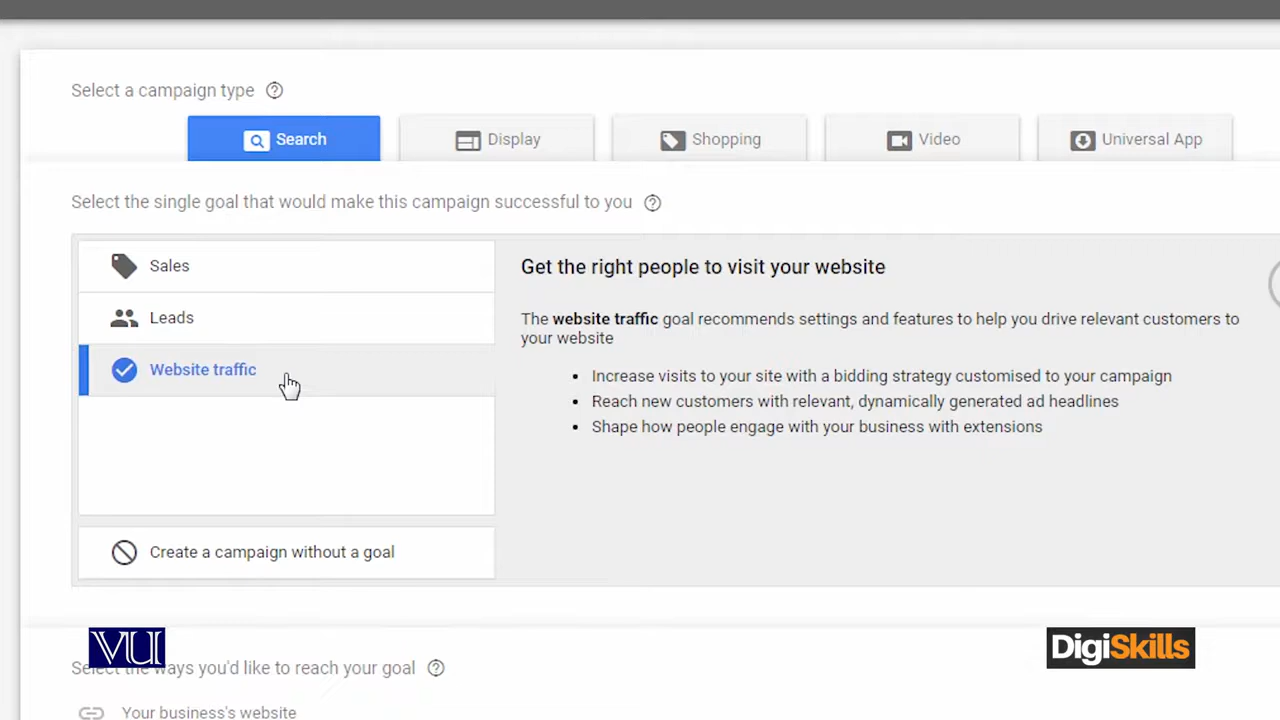 Select a campaign type
Search
Display
Shopping
Video
Universal App
Select the single goal that would make this campaign successful to you
Sales
Leads
Website traffic
Create a campaign without a goal
Get the right people to visit your website
The website traffic goal recommends settings and features to help you drive relevant customers to
your website
Increase visits to your site with a bidding strategy customised to your campaign
Reach new customers with relevant, dynamically generated ad headlines
Shape how people engage with your business with extensions
VU
DigiSkills
Select the ways you'd like to reach your goal
Your business's website